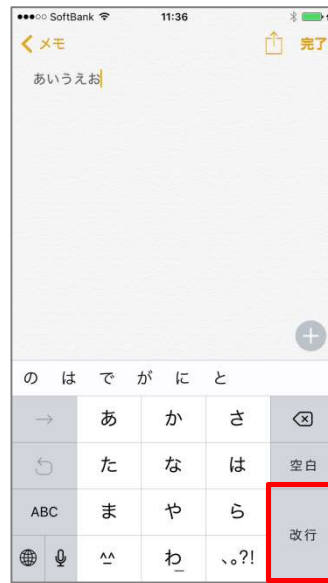 SoftBank 11:36
メモ 完了
あいうえお
の は で が に と
→ あ か さ
た な は 空白
ABC ま や ら 改行
^^ わ_ 、。?!